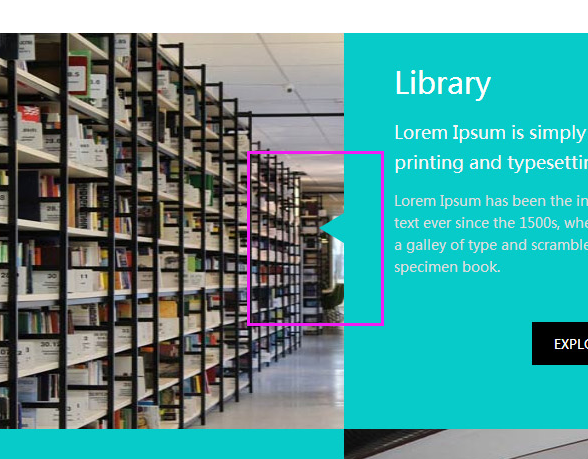 Library
Lorem Ipsum is simply
printing and typesettin
Lorem Ipsum has been the in
text ever since the 1500s, whe
a galley of type and scramble
specimen book.
EXPLO